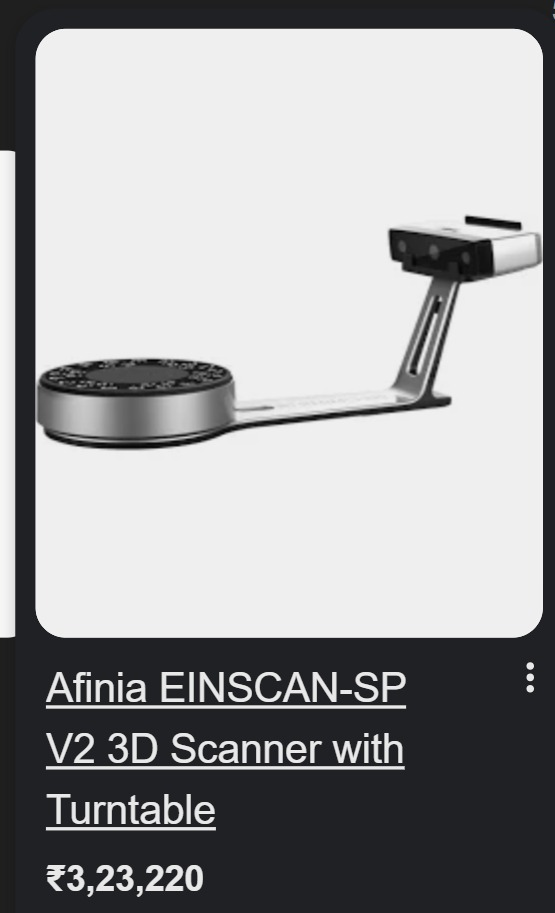 Afinia EINSCAN-SP
V2 3D Scanner with
Turntable
₹3,23,220